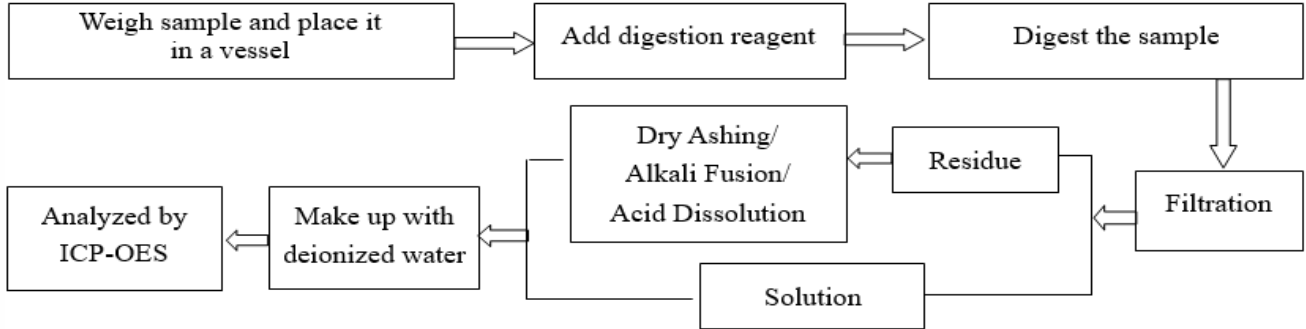 Weigh sample and place it
in a vessel
Add digestion reagent
Digest the sample
Filtration
Residue
Dry Ashing/
Alkali Fusion/
Acid Dissolution
Solution
Make up with
deionized water
Analyzed by
ICP-OES